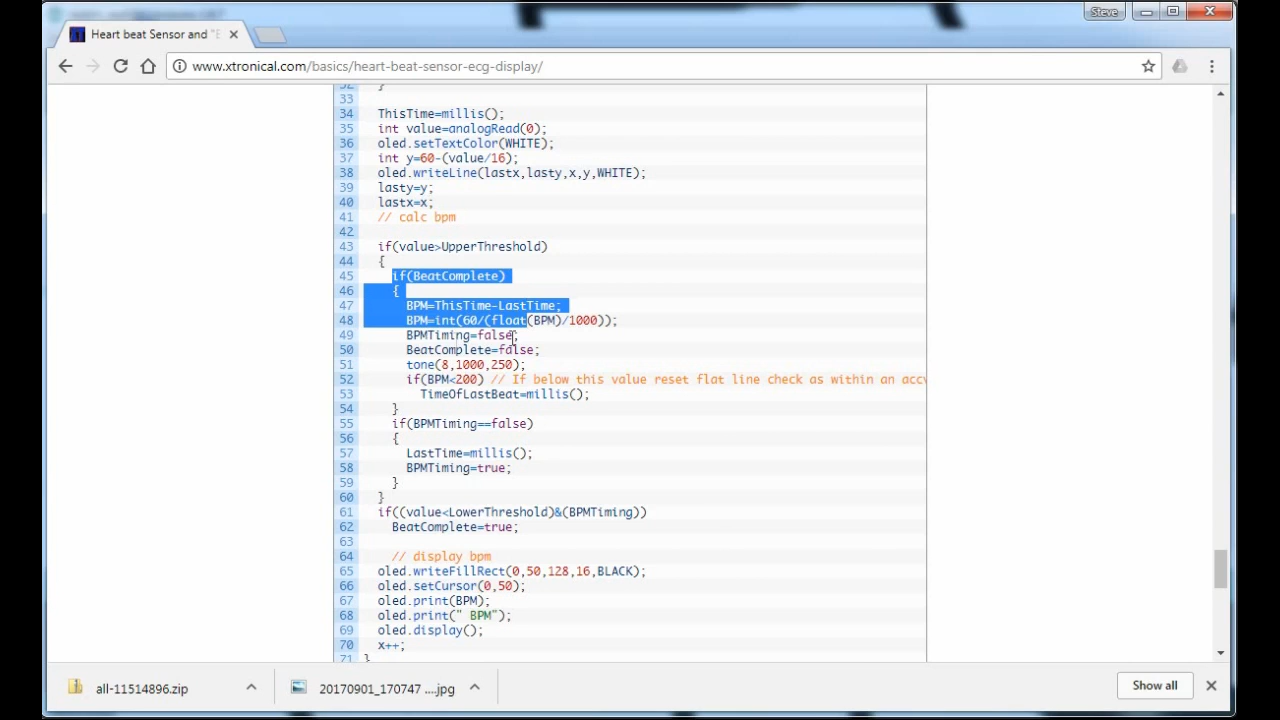 Steve
Heart beat Sensor and "E
www.xtronical.com/basics/heart-beat-sensor-ecg-display/
32 }
33
34 ThisTime=millis();
35 int value=analogRead(0);
36 oled.setTextColor(WHITE);
37 int y=60-(value/16);
38 oled.writeLine(lastx,lasty,x,y,WHITE);
39 lasty=y;
40 lastx=x;
41 // calc bpm
42
43 if(value>UpperThreshold)
44 {
45 if(BeatComplete)
46 {
47 BPM=ThisTime-LastTime;
48 BPM=int(60/(float(BPM)/1000));
49 BPMTiming=false;
50 BeatComplete=false;
51 tone(8,1000,250);
52 if(BPM<200) // If below this value reset flat line check as within an accv
53 TimeOfLastBeat=millis();
54 }
55 if(BPMTiming==false)
56 {
57 LastTime=millis();
58 BPMTiming=true;
59 }
60 }
61 if((value<LowerThreshold)&(BPMTiming))
62 BeatComplete=true;
63
64 // display bpm
65 oled.writeFillRect(0,50,128,16,BLACK);
66 oled.setCursor(0,50);
67 oled.print(BPM);
68 oled.print(" BPM");
69 oled.display();
70 x++;
71 }
all-11514896.zip
20170901_170747 ....jpg
Show all